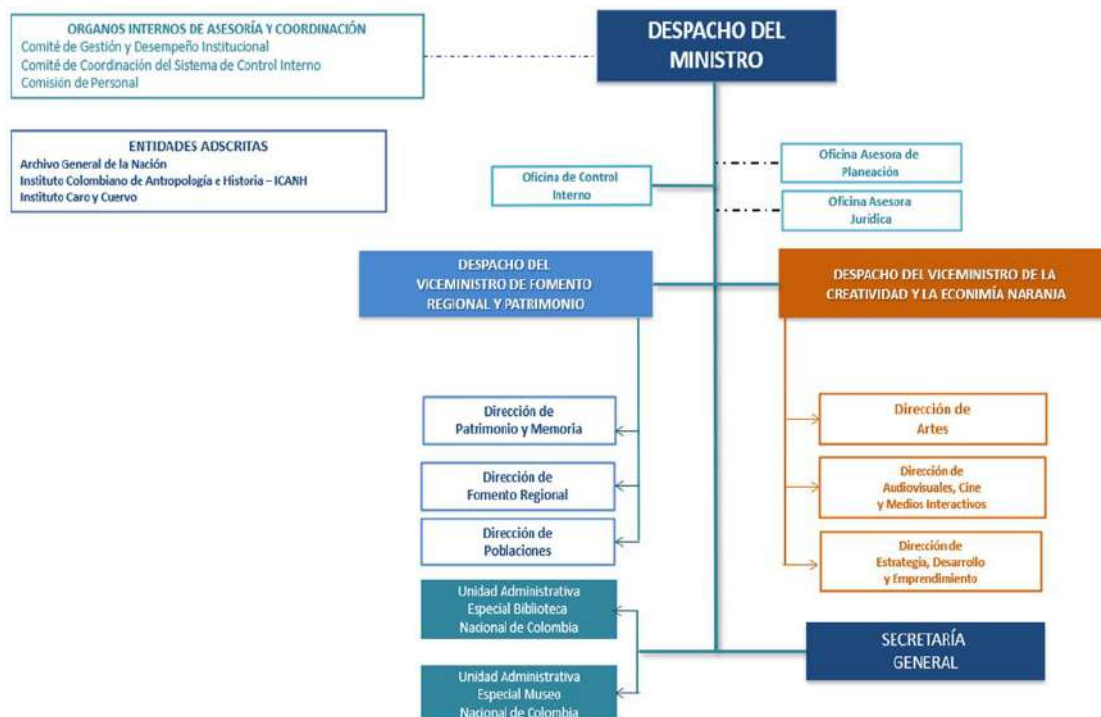 ORGANOS INTERNOS DE ASESORÍA Y COORDINACIÓN
Comité de Gestión y Desempeño Institucional
Comité de Coordinación del Sistema de Control Interno
Comisión de Personal
DESPACHO DEL
MINISTRO
ENTIDADES ADSCRITAS
Archivo General de la Nación
Instituto Colombiano de Antropología e Historia – ICANH
Instituto Caro y Cuervo
Oficina de Control
Interno
Oficina Asesora de
Planeación
Oficina Asesora
Jurídica
DESPACHO DEL
VICEMINISTRO DE FOMENTO
REGIONAL Y PATRIMONIO
DESPACHO DEL VICEMINISTRO DE LA
CREATIVIDAD Y LA ECONIMÍA NARANJA
Dirección de
Patrimonio y Memoria
Dirección de
Fomento Regional
Dirección de
Poblaciones
Dirección de
Artes
Dirección de
Audiovisuales, Cine
y Medios Interactivos
Dirección de
Estrategia, Desarrollo
y Emprendimiento
Unidad Administrativa
Especial Biblioteca
Nacional de Colombia
Unidad Administrativa
Especial Museo
Nacional de Colombia
SECRETARÍA
GENERAL